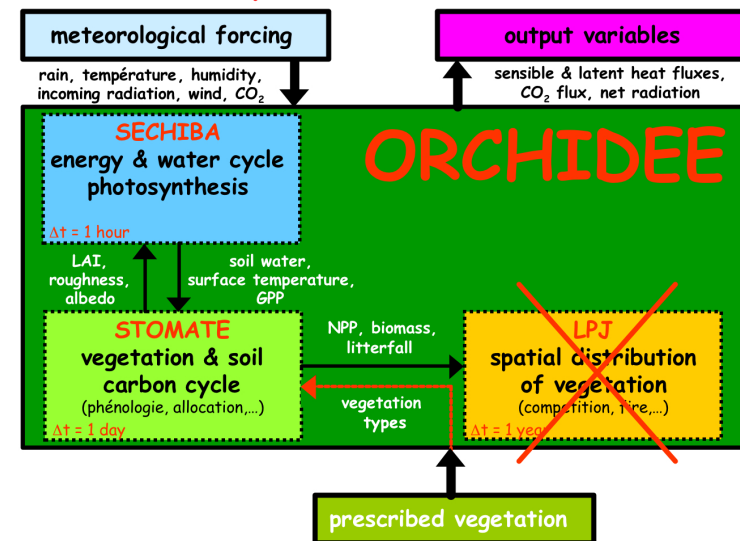 meteorological forcing
output variables
rain, température, humidity,
incoming radiation, wind, CO₂
sensible & latent heat fluxes,
CO₂ flux, net radiation
SECHIBA
energy & water cycle
photosynthesis
Δt = 1 hour
ORCHIDEE
LAI,
roughness,
albedo
soil water,
surface temperature,
GPP
STOMATE
vegetation & soil
carbon cycle
(phénologie, allocation,…)
Δt = 1 day
NPP, biomass,
litterfall
vegetation
types
LPJ
spatial distribution
of vegetation
(competition, fire,…)
Δt = 1 year
prescribed vegetation